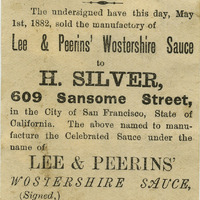 The undersigned have this day, May
1st, 1882, sold the manufactory of
Lee & Peerins' Wostershire Sauce
to
H. SILVER,
609 Sansome Street,
in the City of San Francisco, State of
California. The above named to manu-
facture the Celebrated Sauce under the
name of
LEE & PEERINS'
WOSTERSHIRE SAUCE,
(Signed,)